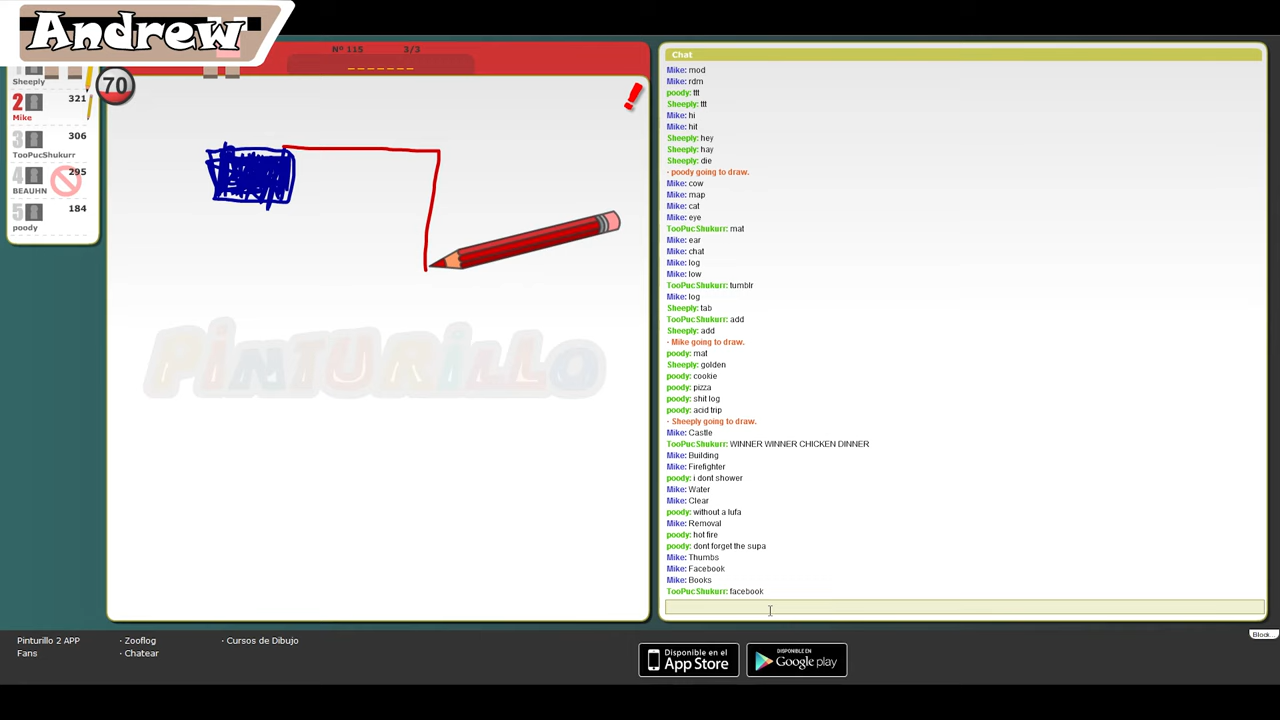 Andrew
Nº 115 3/3
_ _ _ _ _ _ _
70
Sheeply
2 321
Mike
3 306
TooPucShukurr
4 295
BEAUHN
5 184
poody
!
PINTURILLO
Chat
Mike: mod
Mike: rdm
poody: ttt
Sheeply: ttt
Mike: hi
Mike: hit
Sheeply: hey
Sheeply: hay
Sheeply: die
- poody going to draw.
Mike: cow
Mike: map
Mike: cat
Mike: eye
TooPucShukurr: mat
Mike: ear
Mike: chat
Mike: log
Mike: low
TooPucShukurr: tumblr
Mike: log
Sheeply: tab
TooPucShukurr: add
Sheeply: add
- Mike going to draw.
poody: mat
Sheeply: golden
poody: cookie
poody: pizza
poody: shit log
poody: acid trip
- Sheeply going to draw.
Mike: Castle
TooPucShukurr: WINNER WINNER CHICKEN DINNER
Mike: Building
Mike: Firefighter
poody: i dont shower
Mike: Water
Mike: Clear
poody: without a lufa
Mike: Removal
poody: hot fire
poody: dont forget the supa
Mike: Thumbs
Mike: Facebook
Mike: Books
TooPucShukurr: facebook
Block...
Pinturillo 2 APP · Zooflog · Cursos de Dibujo
Fans · Chatear
Disponible en el
App Store
DISPONIBLE EN
Google play